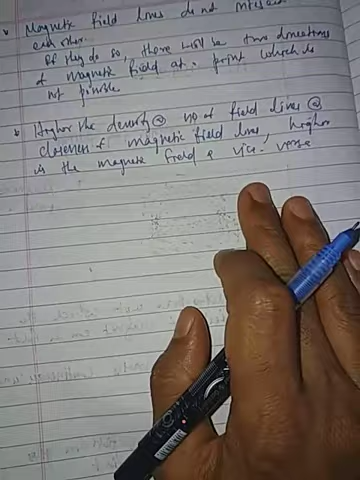 Magnetic field lines do not intersect
each other.
If they do so, there will be two directions
of magnetic field at a point which is
not possible
Higher the density @ no of field lines @
closeness of magnetic field lines, higher
is the magnetic field & vice versa